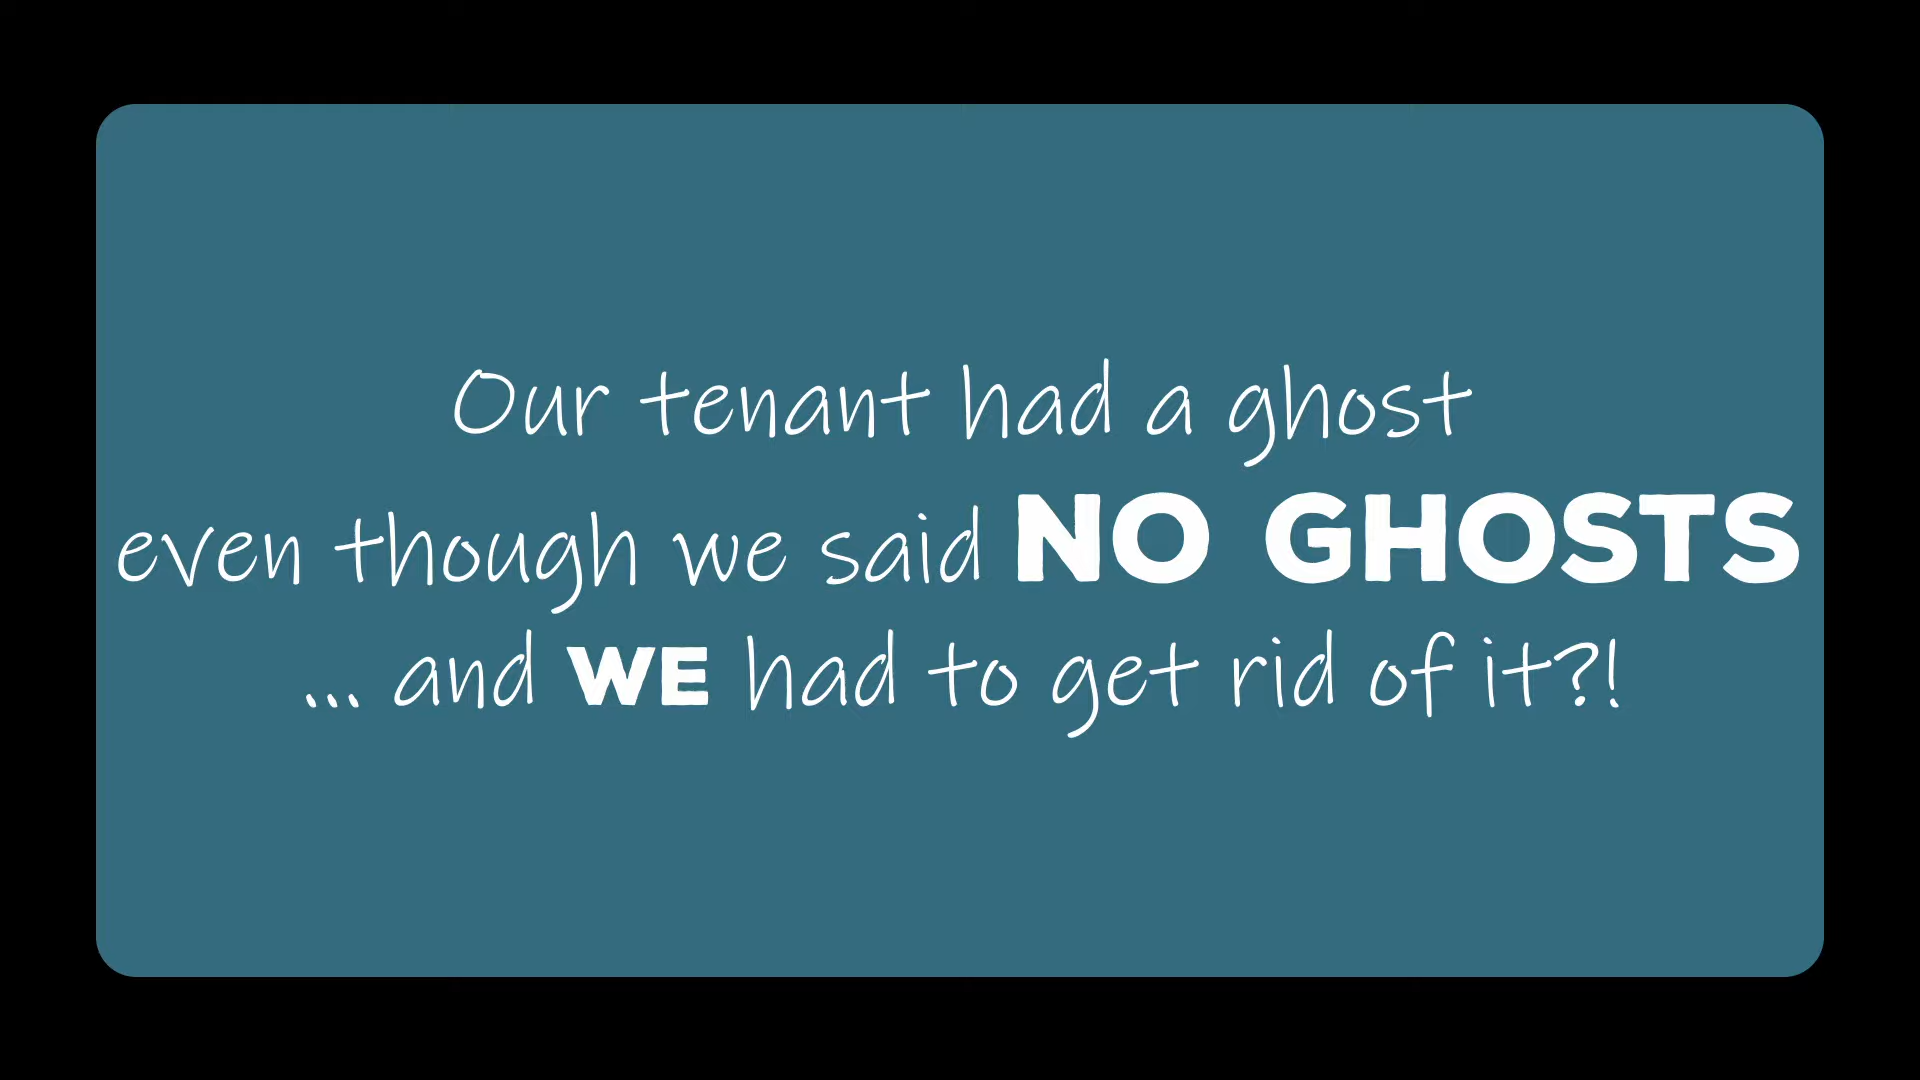 Our tenant had a ghost
even though we said NO GHOSTS
... and WE had to get rid of it?!